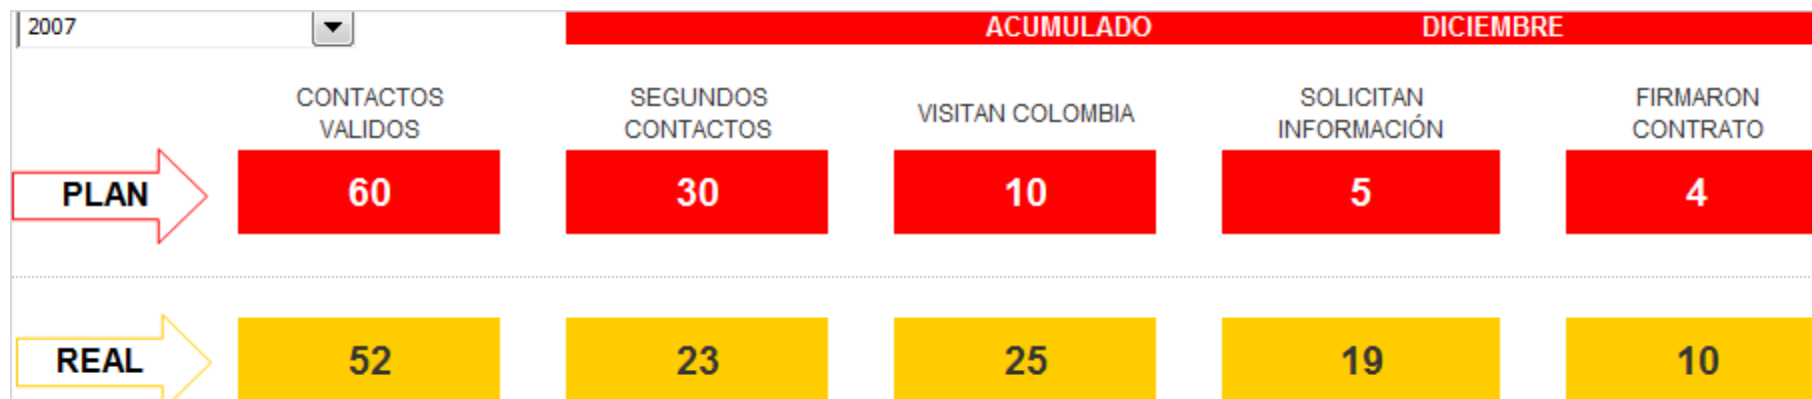 2007
ACUMULADO DICIEMBRE
CONTACTOS
VALIDOS
SEGUNDOS
CONTACTOS
VISITAN COLOMBIA
SOLICITAN
INFORMACIÓN
FIRMARON
CONTRATO
PLAN 60 30 10 5 4
REAL 52 23 25 19 10